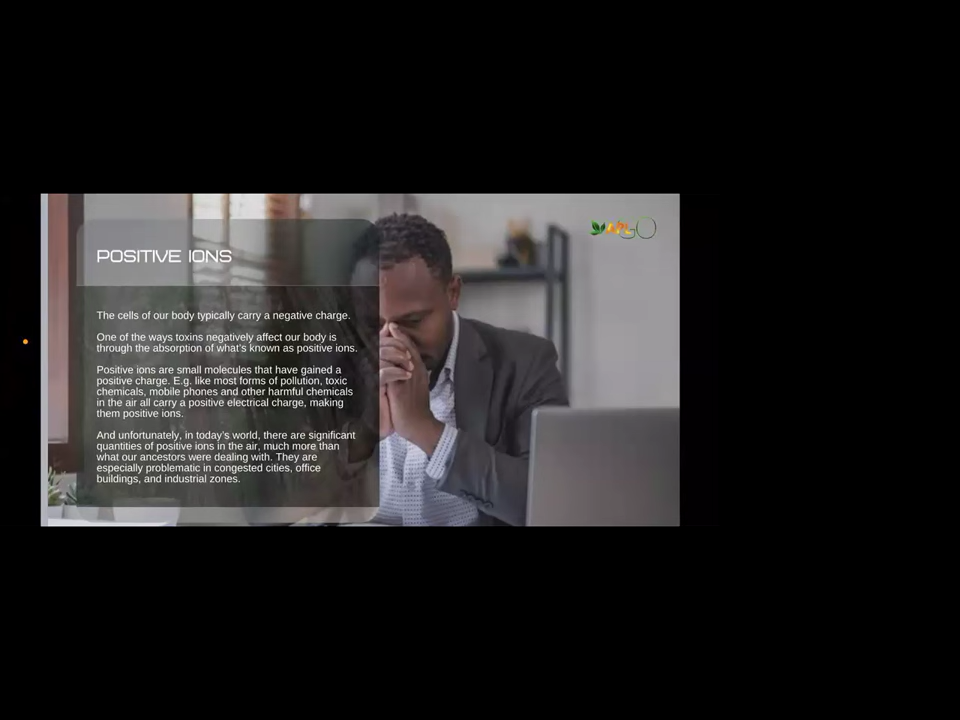 POSITIVE IONS
The cells of our body typically carry a negative charge.
One of the ways toxins negatively affect our body is
through the absorption of what's known as positive ions.
Positive ions are small molecules that have gained a
positive charge. E.g. like most forms of pollution, toxic
chemicals, mobile phones and other harmful chemicals
in the air all carry a positive electrical charge, making
them positive ions.
And unfortunately, in today's world, there are significant
quantities of positive ions in the air, much more than
what our ancestors were dealing with. They are
especially problematic in congested cities, office
buildings, and industrial zones.